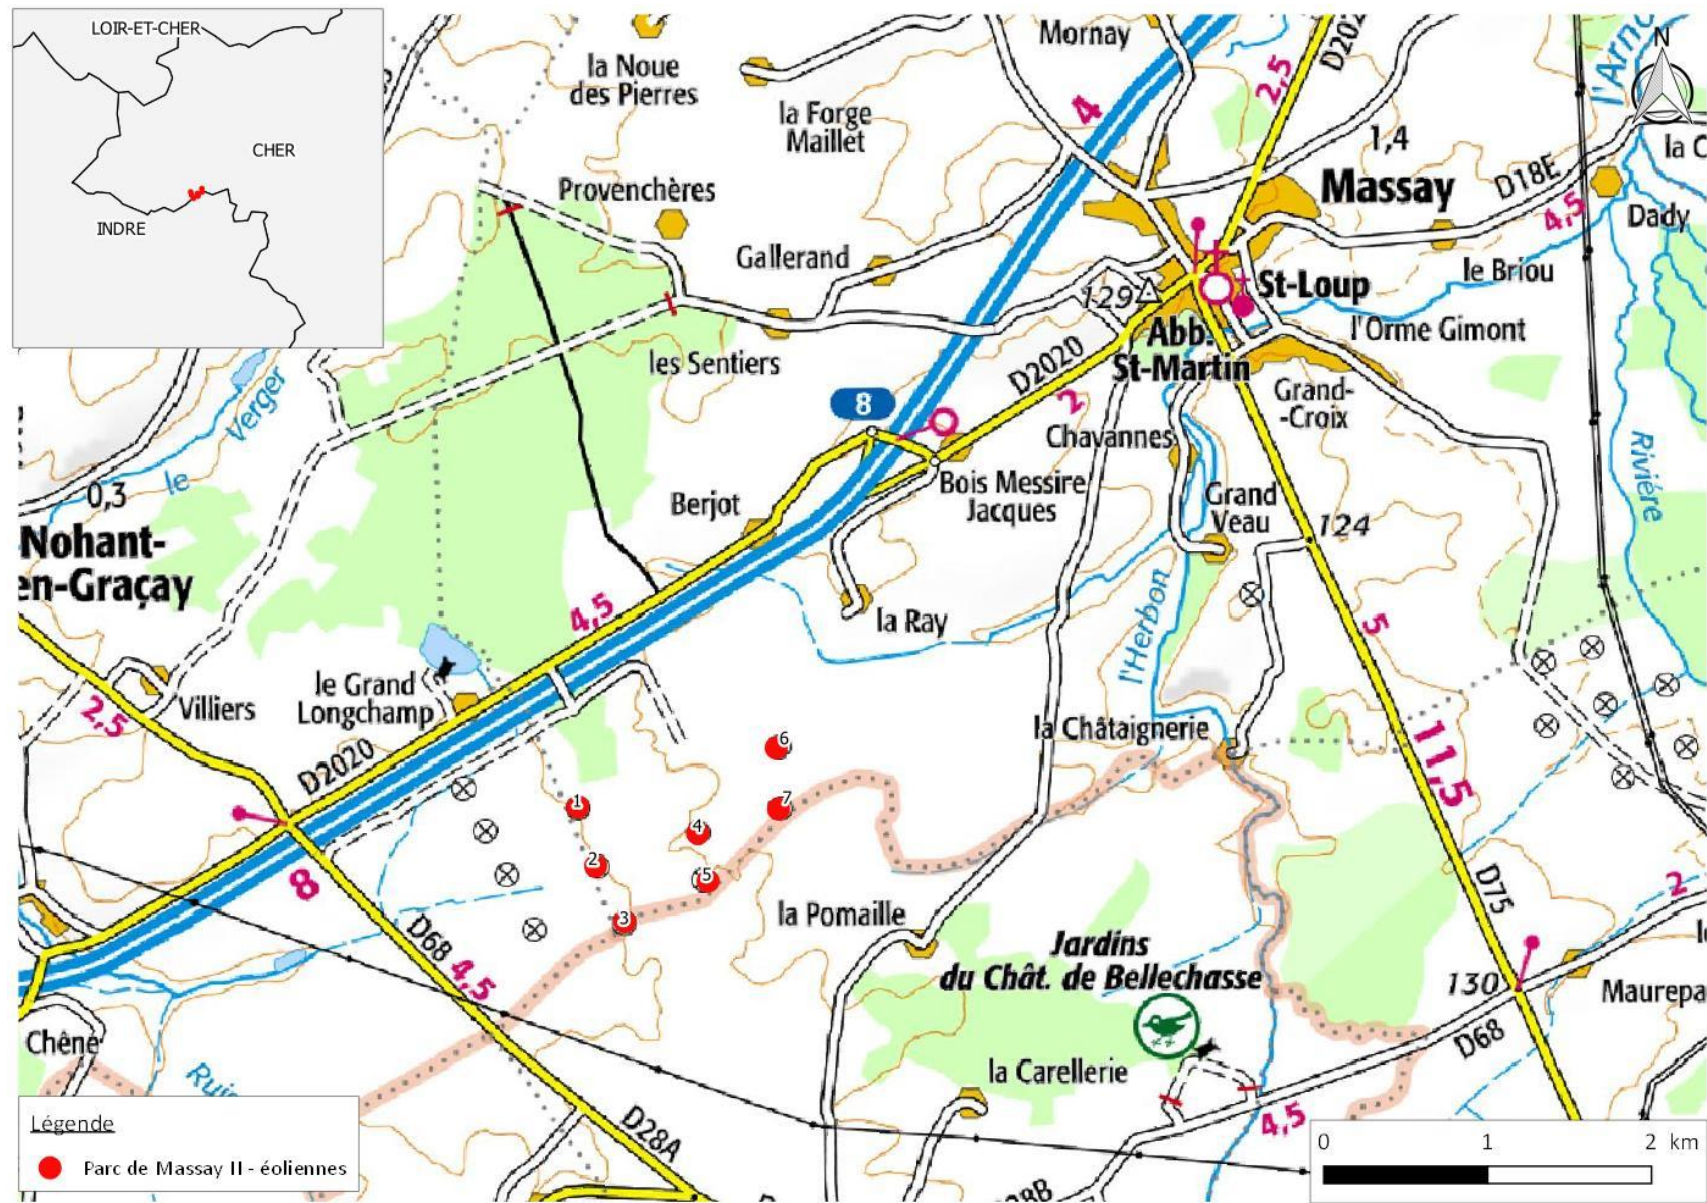 LOIR-ET-CHER
CHER
INDRE
Mornay
D202
2,5
N
la Noue
des Pierres
la Forge
Maillet
4
1,4
Massay
D18E
4,5
la C
Dady
Provenchères
Gallerand
les Sentiers
129
St-Loup
le Briou
l'Orme Gimont
Abb.
St-Martin
D2020
2
Grand-
-Croix
8
Chavannes
le Verger
0,3
Nohant-
en-Graçay
Berjot
Bois Messire
Jacques
Grand
Veau
124
Rivière
la Ray
l'Herbon
4,5
5
le Grand
Longchamp
Villiers
2,5
D2020
la Châtaignerie
11,5
6
1
7
4
2
5
3
8
D68
4,5
la Pomaille
Jardins
du Chât. de Bellechasse
D75
2
130
Maurepa
D68
Chêne
la Carellerie
4,5
D28A
Légende
Parc de Massay II - éoliennes
0
1
2 km